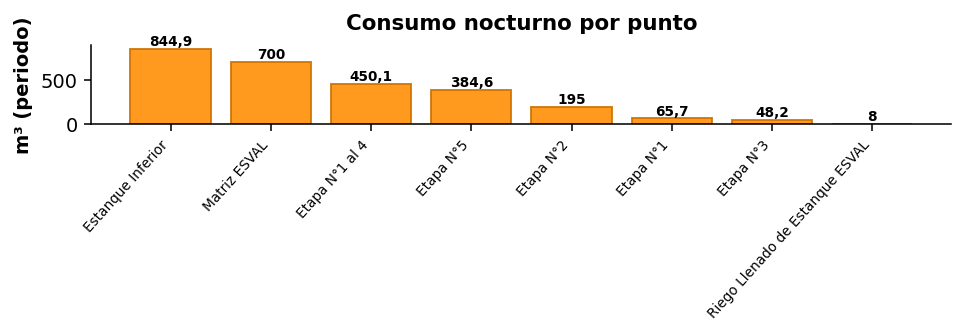 Consumo nocturno por punto
m³ (periodo)
500
0
844,9
700
450,1
384,6
195
65,7
48,2
8
Estanque Inferior
Matriz ESVAL
Etapa N°1 al 4
Etapa N°5
Etapa N°2
Etapa N°1
Etapa N°3
Riego Llenado de Estanque ESVAL